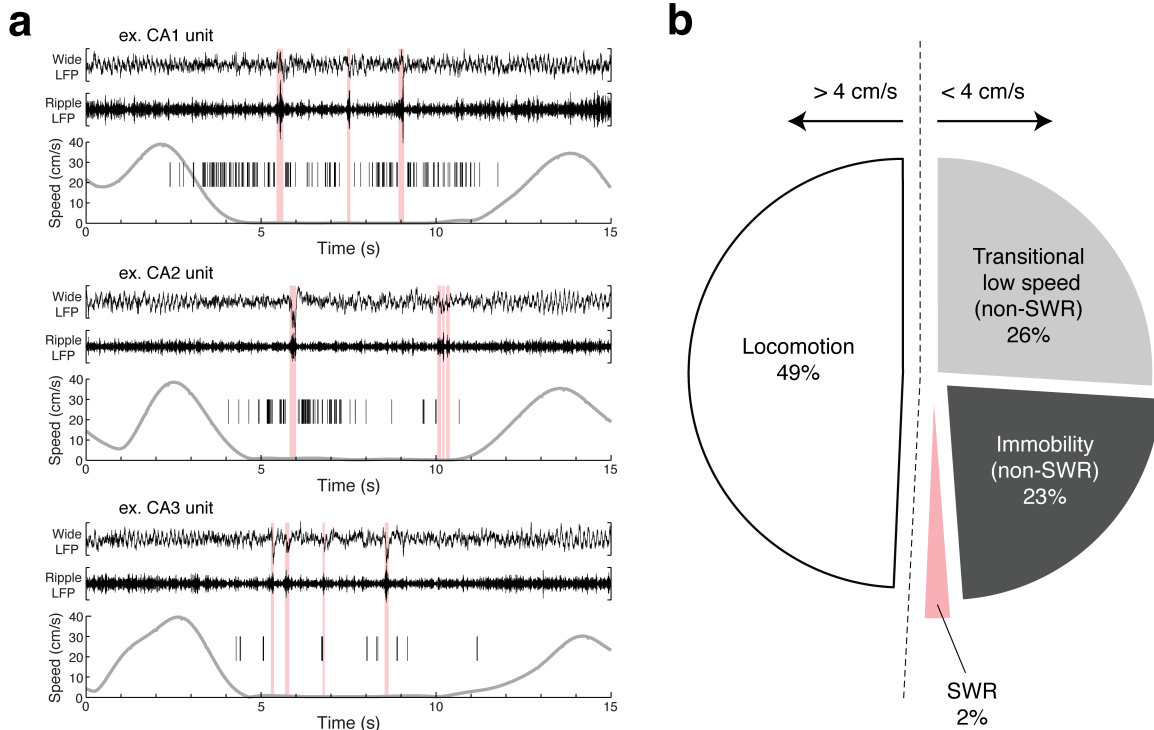 a
ex. CA1 unit
Wide
LFP
Ripple
LFP
Speed (cm/s)
40
30
20
10
0
0
5
10
15
Time (s)
ex. CA2 unit
Wide
LFP
Ripple
LFP
Speed (cm/s)
40
30
20
10
0
0
5
10
15
Time (s)
ex. CA3 unit
Wide
LFP
Ripple
LFP
Speed (cm/s)
40
30
20
10
0
0
5
10
15
Time (s)
b
> 4 cm/s
< 4 cm/s
Locomotion
49%
Transitional
low speed
(non-SWR)
26%
Immobility
(non-SWR)
23%
SWR
2%